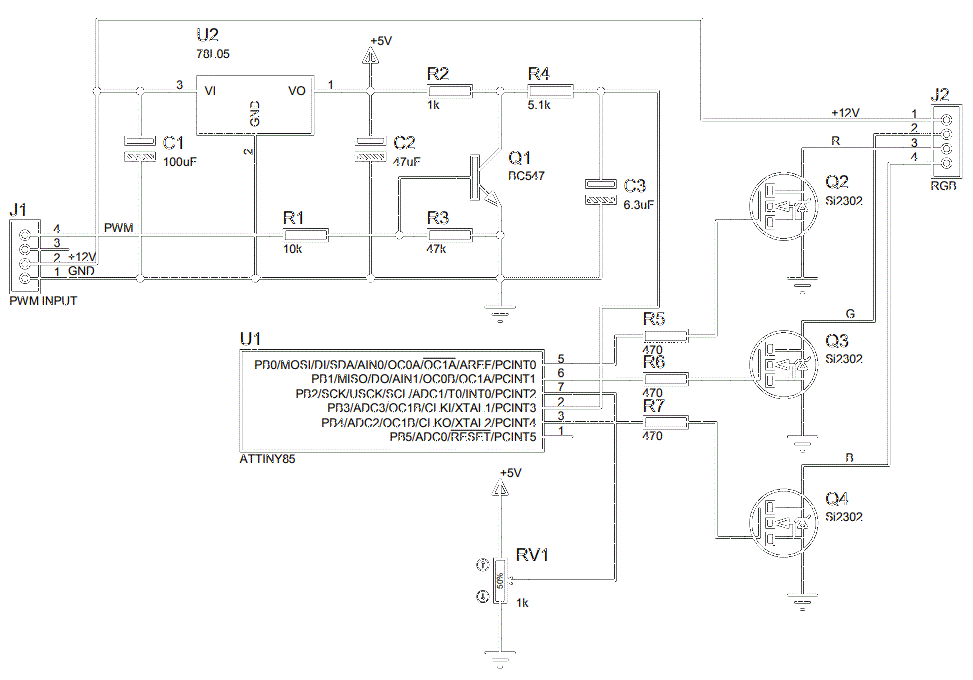 U2
78L05
3 VI VO 1
GND
2
+5V
R2
1k
R4
5.1k
C1
100uF
C2
47uF
Q1
BC547
C3
6.3uF
J1
4 PWM
3
2 +12V
1 GND
PWM INPUT
R1
10k
R3
47k
J2
+12V 1
2
R 3
4
RGB
Q2
Si2302
G
Q3
Si2302
B
Q4
Si2302
R5
470
R6
470
R7
470
U1
PB0/MOSI/DI/SDA/AIN0/OC0A/OC1A/AREF/PCINT0 5
PB1/MISO/DO/AIN1/OC0B/OC1A/PCINT1 6
PB2/SCK/USCK/SCL/ADC1/T0/INT0/PCINT2 7
PB3/ADC3/OC1B/CLKI/XTAL1/PCINT3 2
PB4/ADC2/OC1B/CLKO/XTAL2/PCINT4 3
PB5/ADC0/RESET/PCINT5 1
ATTINY85
+5V
RV1
50%
1k